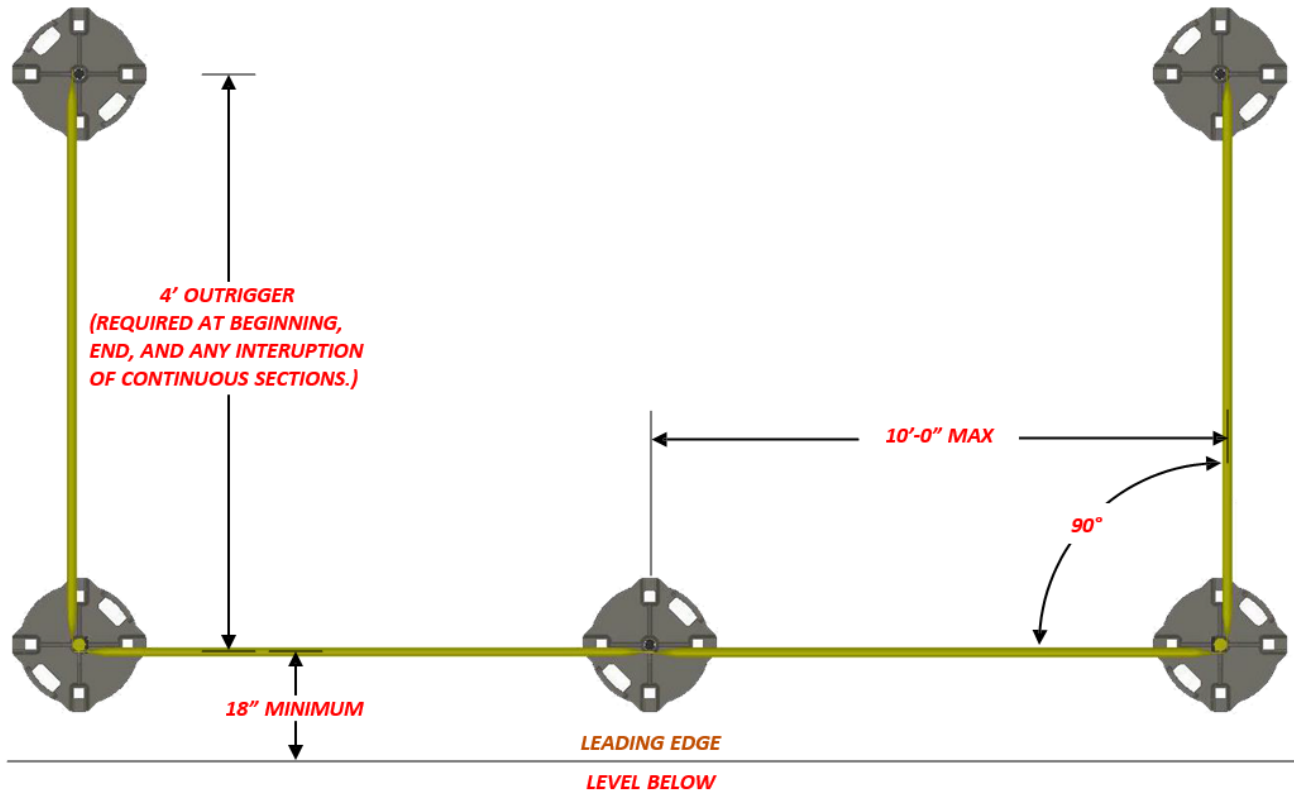 4’ OUTRIGGER
(REQUIRED AT BEGINNING,
END, AND ANY INTERUPTION
OF CONTINUOUS SECTIONS.)
10’-0” MAX
90°
18” MINIMUM
LEADING EDGE
LEVEL BELOW